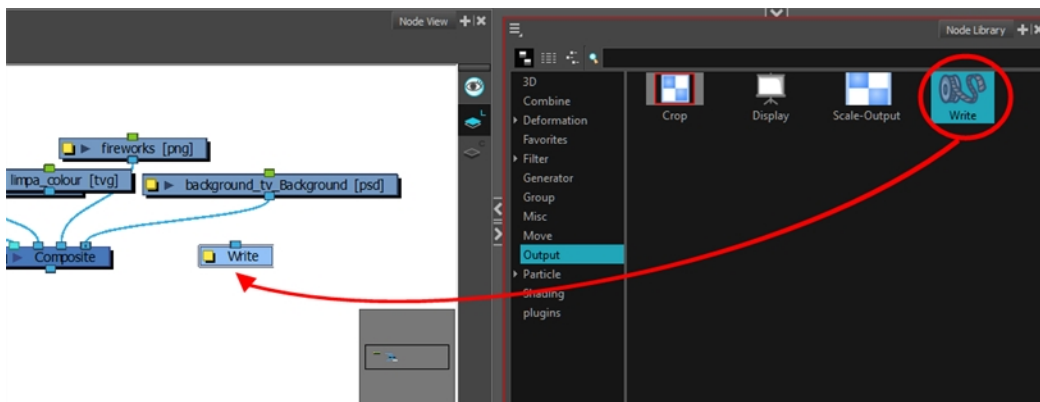 Node View
fireworks [png]
limpa_colour [tvg]
background_tv_Background [psd]
Composite
Write
L
C
Node Library
3D
Combine
Deformation
Favorites
Filter
Generator
Group
Misc
Move
Output
Particle
Shading
plugins
Crop
Display
Scale-Output
Write